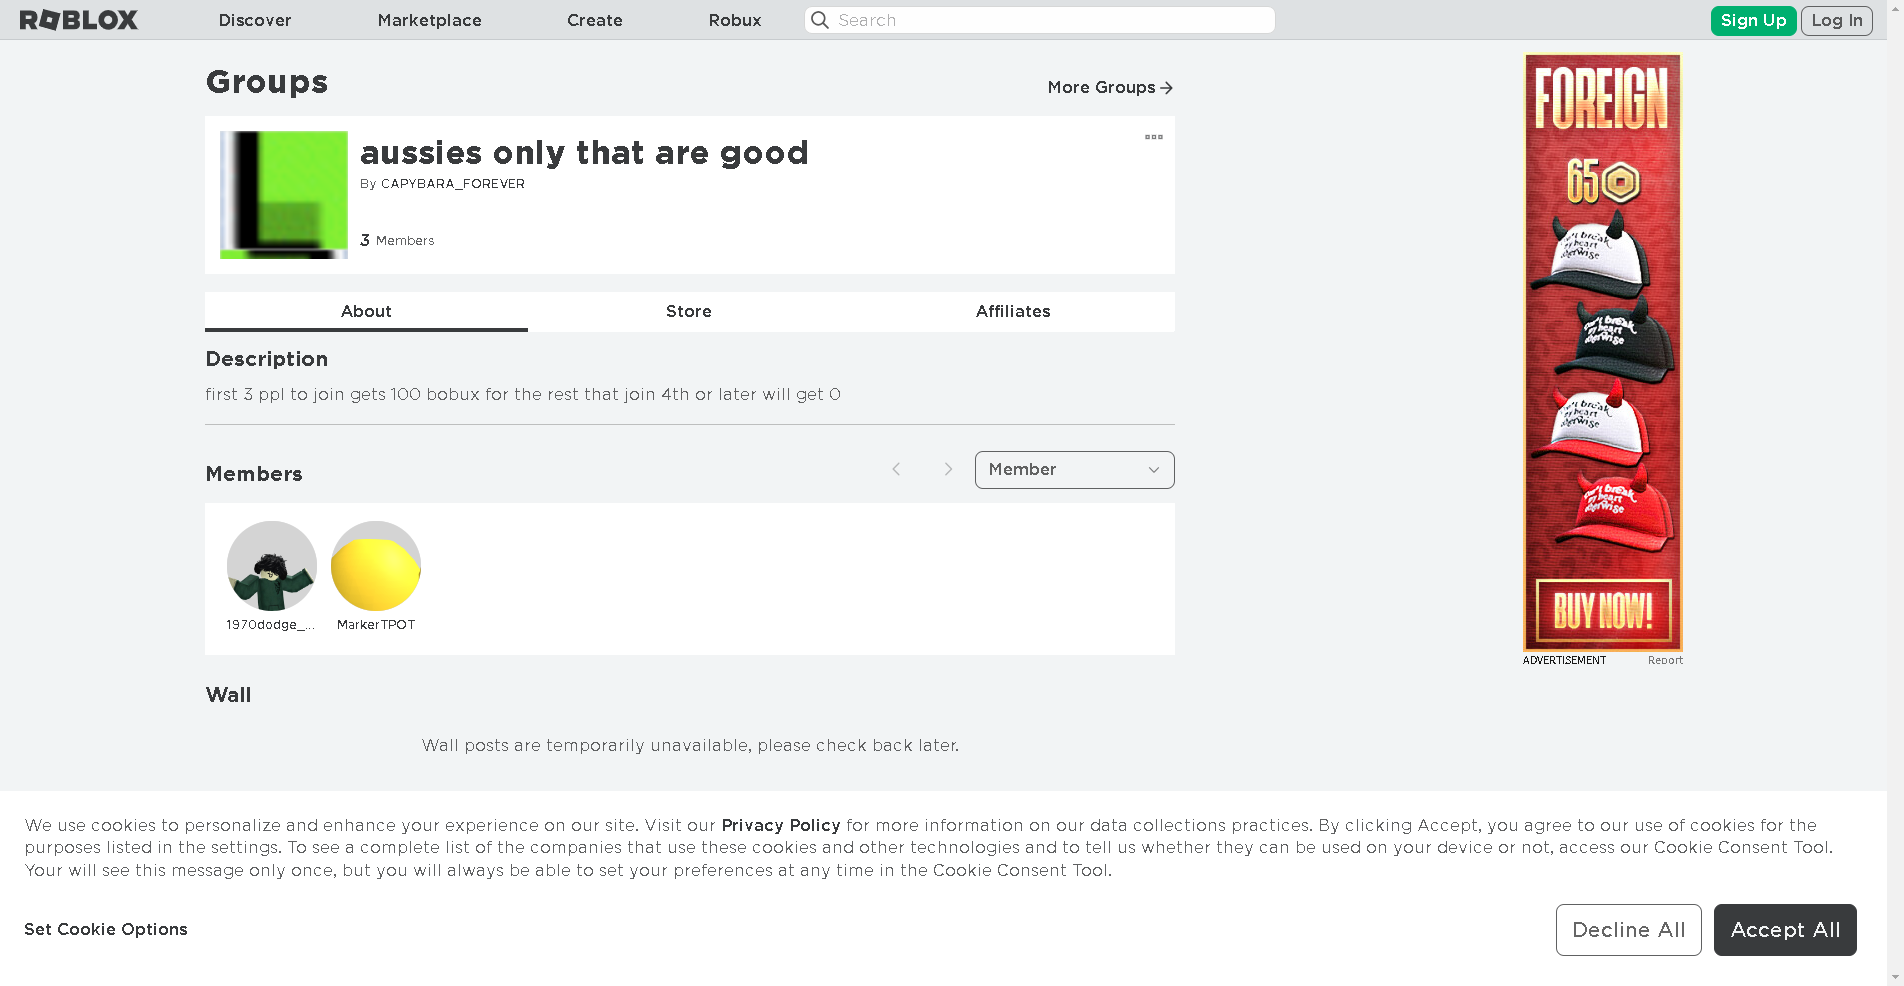 ROBLOX
Discover
Marketplace
Create
Robux
Search
Sign Up
Log In
Groups
More Groups
aussies only that are good
By CAPYBARA_FOREVER
3 Members
About
Store
Affiliates
Description
first 3 ppl to join gets 100 bobux for the rest that join 4th or later will get 0
Members
Member
1970dodge_...
MarkerTPOT
Wall
Wall posts are temporarily unavailable, please check back later.
FOREIGN
65
BUY NOW!
ADVERTISEMENT
Report
We use cookies to personalize and enhance your experience on our site. Visit our Privacy Policy for more information on our data collections practices. By clicking Accept, you agree to our use of cookies for the
purposes listed in the settings. To see a complete list of the companies that use these cookies and other technologies and to tell us whether they can be used on your device or not, access our Cookie Consent Tool.
Your will see this message only once, but you will always be able to set your preferences at any time in the Cookie Consent Tool.
Set Cookie Options
Decline All
Accept All